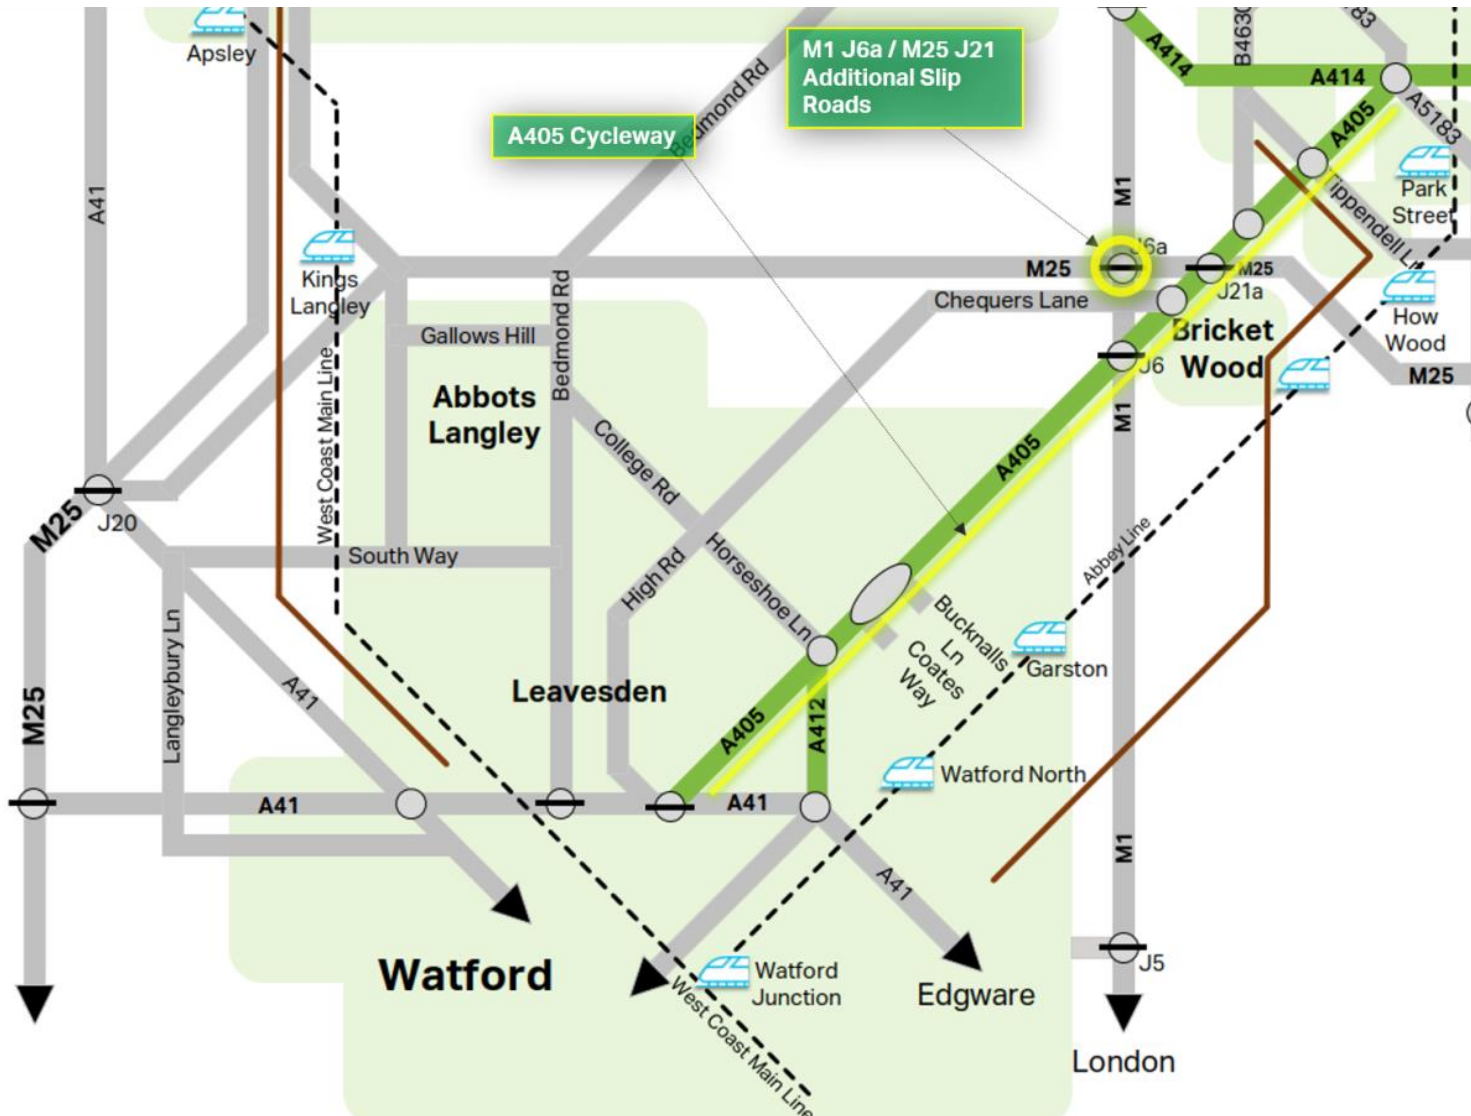 Apsley
A41
Bedmond Rd
M1 J6a / M25 J21
Additional Slip
Roads
A405 Cycleway
A414
A414
B4630
A405
A5183
Park
Street
Tippendell Ln
M1
J6a
M25
M25
J21a
Kings
Langley
Chequers Lane
How
Wood
Bricket
Wood
J6
M25
Gallows Hill
Bedmond Rd
West Coast Main Line
Abbots
Langley
College Rd
M1
A405
M25
J20
South Way
High Rd
Horseshoe Ln
Abbey Line
Bucknalls
Ln
Coates
Way
Garston
Langleybury Ln
M25
A41
Leavesden
A405
A412
Watford North
A41
A41
M1
A41
Watford
Watford
Junction
Edgware
J5
West Coast Main Line
London